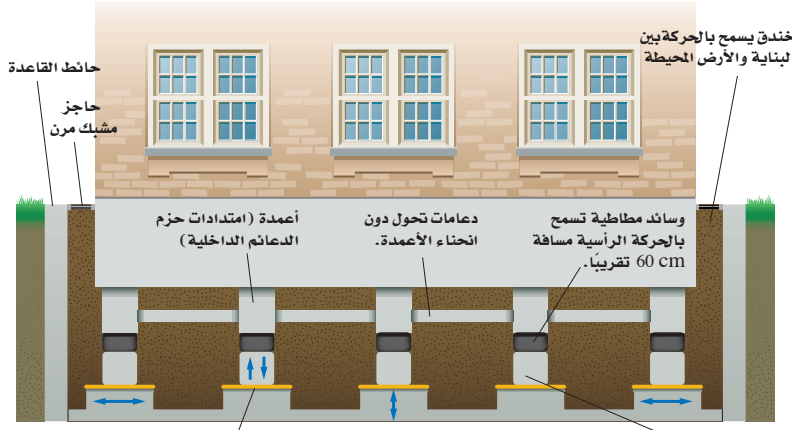 خندق يسمح بالحركة بين
لبناية والأرض المحيطة
حائط القاعدة
حاجز
مشبك مرن
أعمدة (امتدادات حزم
الدعائم الداخلية)
دعامات تحول دون
انحناء الأعمدة.
وسائد مطاطية تسمح
بالحركة الرأسية مسافة
60 cm تقريبًا.